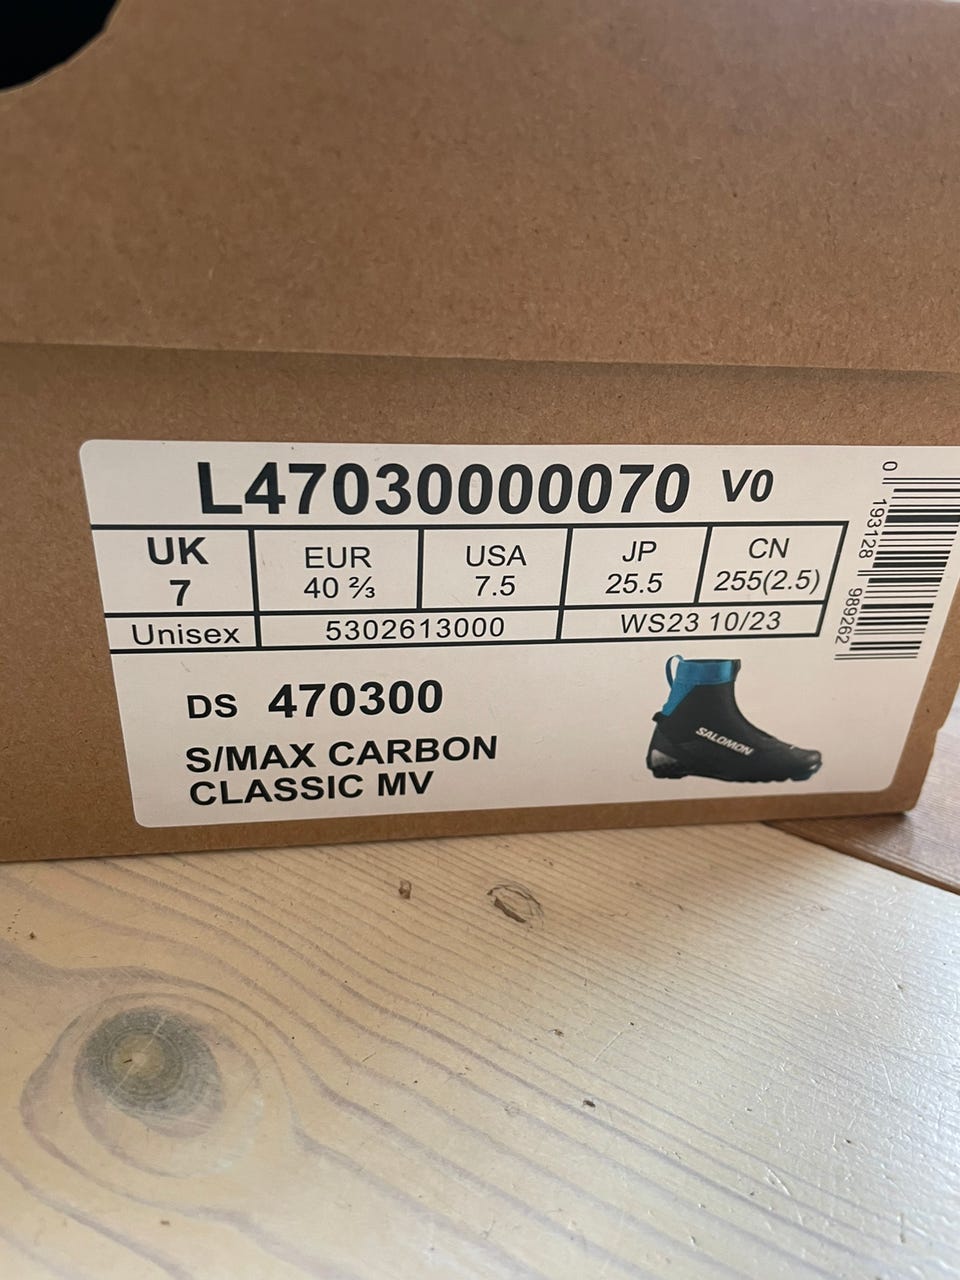 L47030000070 V0
UK EUR USA JP CN
7 40 ⅔ 7.5 25.5 255(2.5)
Unisex 5302613000 WS23 10/23
DS 470300
S/MAX CARBON
CLASSIC MV
SALOMON
0 193128 989262